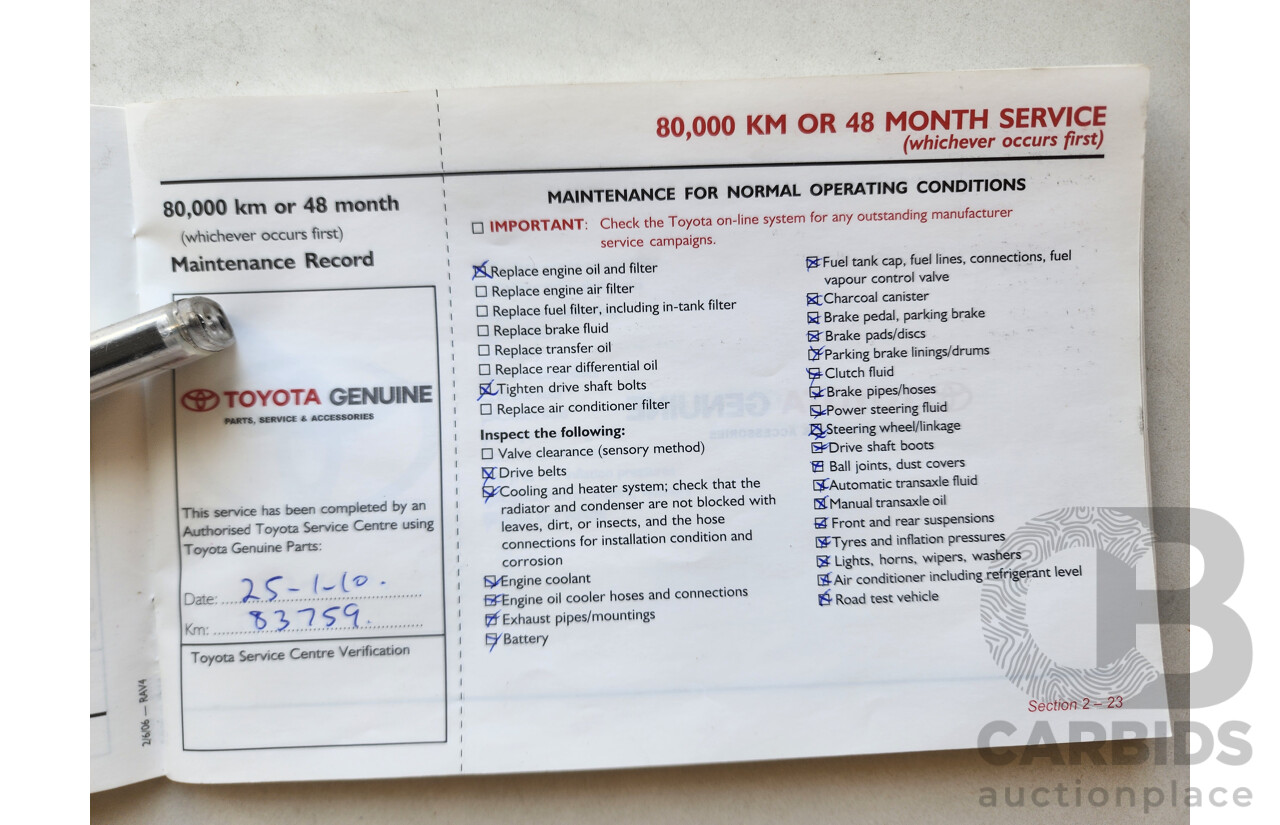 80,000 KM OR 48 MONTH SERVICE
(whichever occurs first)
80,000 km or 48 month
(whichever occurs first)
Maintenance Record
TOYOTA GENUINE
PARTS, SERVICE & ACCESSORIES
This service has been completed by an
Authorised Toyota Service Centre using
Toyota Genuine Parts:
Date: 25-1-10.
Km: 83759.
Toyota Service Centre Verification
2/6/06 — RAV4
MAINTENANCE FOR NORMAL OPERATING CONDITIONS
IMPORTANT: Check the Toyota on-line system for any outstanding manufacturer
service campaigns.
Replace engine oil and filter
Replace engine air filter
Replace fuel filter, including in-tank filter
Replace brake fluid
Replace transfer oil
Replace rear differential oil
Tighten drive shaft bolts
Replace air conditioner filter
Inspect the following:
Valve clearance (sensory method)
Drive belts
Cooling and heater system; check that the
radiator and condenser are not blocked with
leaves, dirt, or insects, and the hose
connections for installation condition and
corrosion
Engine coolant
Engine oil cooler hoses and connections
Exhaust pipes/mountings
Battery
Fuel tank cap, fuel lines, connections, fuel
vapour control valve
Charcoal canister
Brake pedal, parking brake
Brake pads/discs
Parking brake linings/drums
Clutch fluid
Brake pipes/hoses
Power steering fluid
Steering wheel/linkage
Drive shaft boots
Ball joints, dust covers
Automatic transaxle fluid
Manual transaxle oil
Front and rear suspensions
Tyres and inflation pressures
Lights, horns, wipers, washers
Air conditioner including refrigerant level
Road test vehicle
Section 2 – 23
CB
CARBIDS
auctionplace